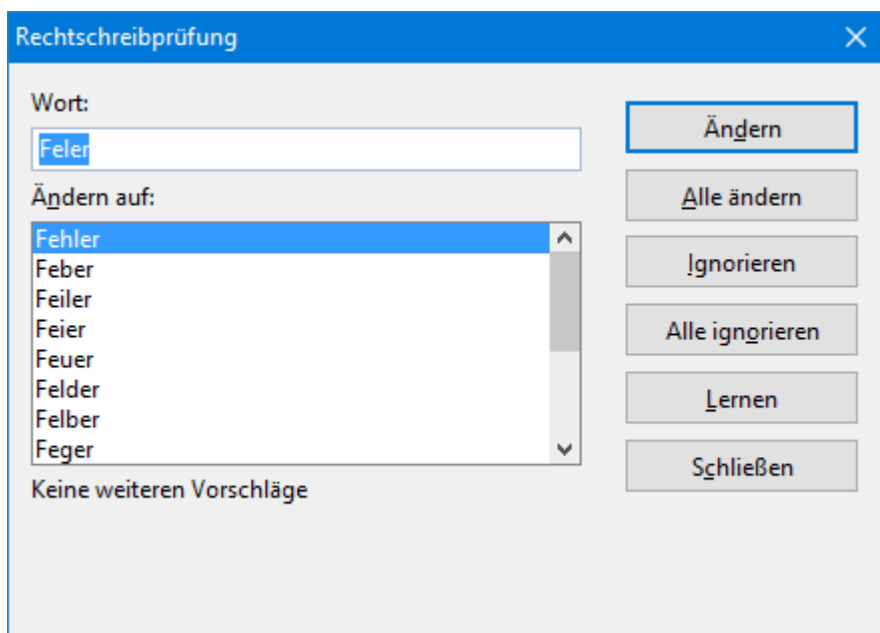 Rechtschreibprüfung
Wort:
Feler
Ändern auf:
Fehler
Feber
Feiler
Feier
Feuer
Felder
Felber
Feger
Keine weiteren Vorschläge
Ändern
Alle ändern
Ignorieren
Alle ignorieren
Lernen
Schließen